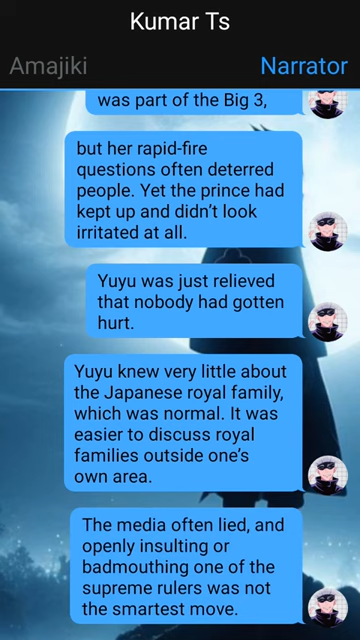 Kumar Ts
Amajiki
Narrator
was part of the Big 3,
but her rapid-fire
questions often deterred
people. Yet the prince had
kept up and didn’t look
irritated at all.
Yuyu was just relieved
that nobody had gotten
hurt.
Yuyu knew very little about
the Japanese royal family,
which was normal. It was
easier to discuss royal
families outside one’s
own area.
The media often lied, and
openly insulting or
badmouthing one of the
supreme rulers was not
the smartest move.